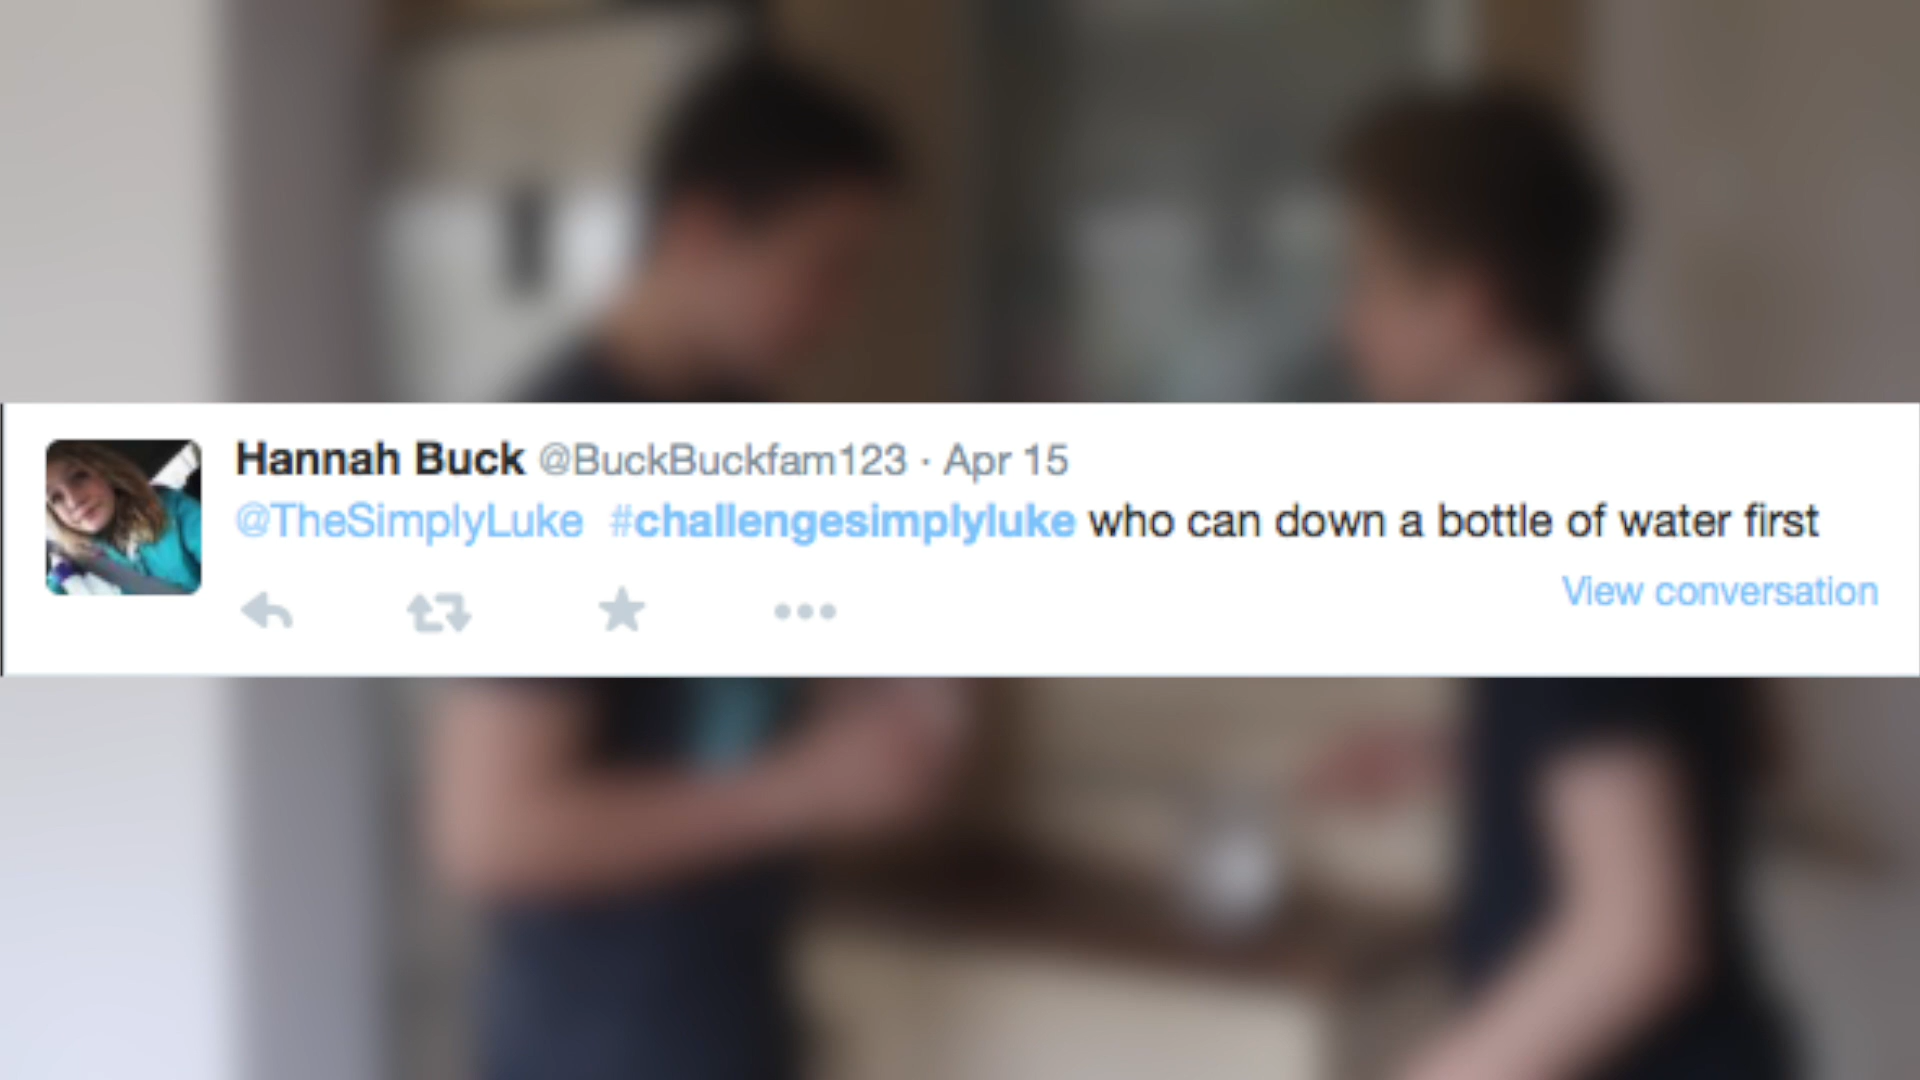 Hannah Buck @BuckBuckfam123 · Apr 15
@TheSimplyLuke #challengesimplyluke who can down a bottle of water first
View conversation